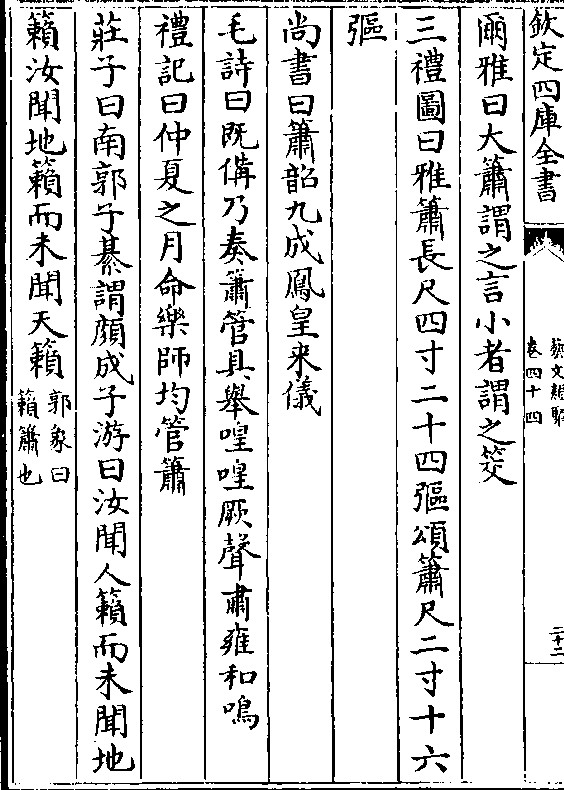 欽定四庫全書
藝文類聚
卷四十四
二十二
爾雅曰大簫謂之言小者謂之筊
三禮圖曰雅簫長尺四寸二十四彄頌簫尺二寸十六
彄
尚書曰簫韶九成鳳皇来儀
毛詩曰既備乃奏簫管具舉喤喤厥聲肅雍和鳴
禮記曰仲夏之月命樂師均管簫
莊子曰南郭子綦謂顔成子游曰汝聞人籟而未聞地
籟汝聞地籟而未聞天籟郭象曰
籟簫也